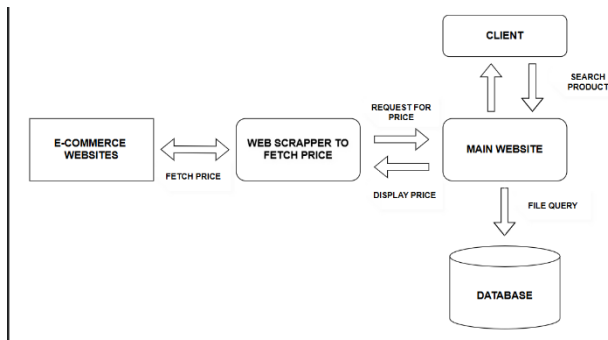 CLIENT
SEARCH
PRODUCT
REQUEST FOR
PRICE
E-COMMERCE
WEBSITES
WEB SCRAPPER TO
FETCH PRICE
MAIN WEBSITE
FETCH PRICE
DISPLAY PRICE
FILE QUERY
DATABASE